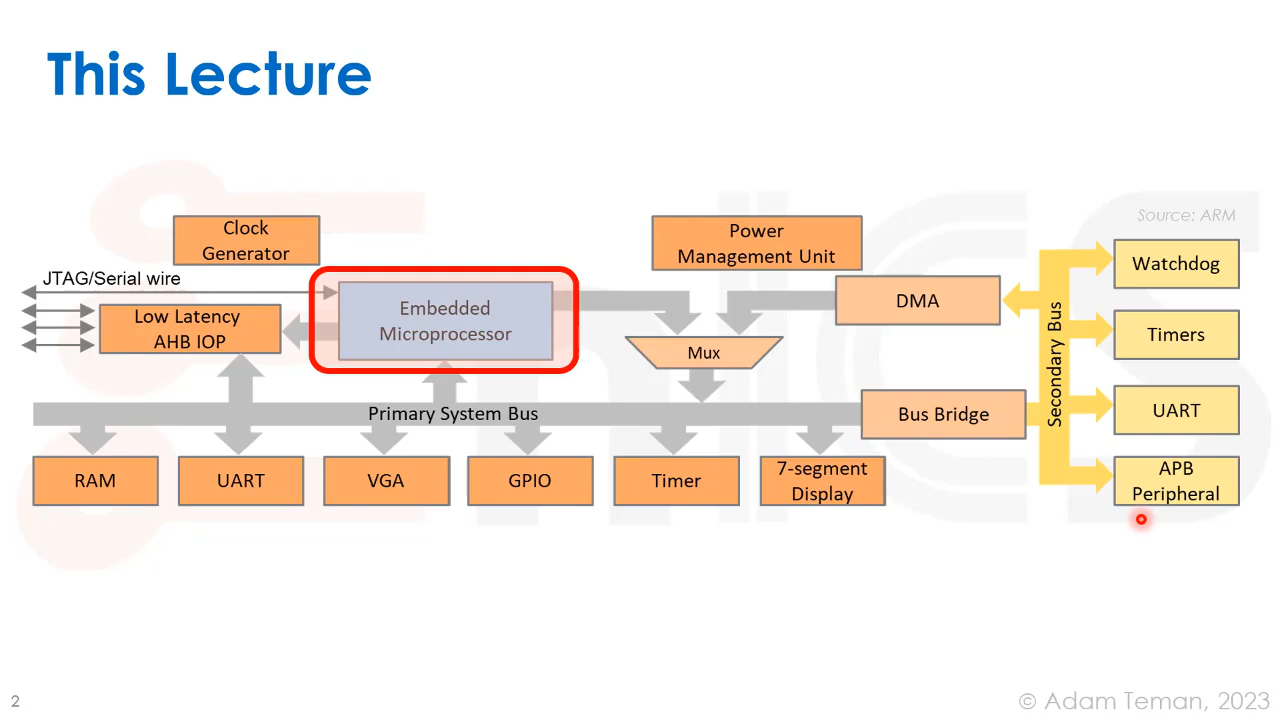 This Lecture
Source: ARM
Clock
Generator
Power
Management Unit
Watchdog
JTAG/Serial wire
Low Latency
AHB IOP
Embedded
Microprocessor
DMA
Mux
Timers
Secondary Bus
Primary System Bus
Bus Bridge
UART
RAM
UART
VGA
GPIO
Timer
7-segment
Display
APB
Peripheral
2
© Adam Teman, 2023